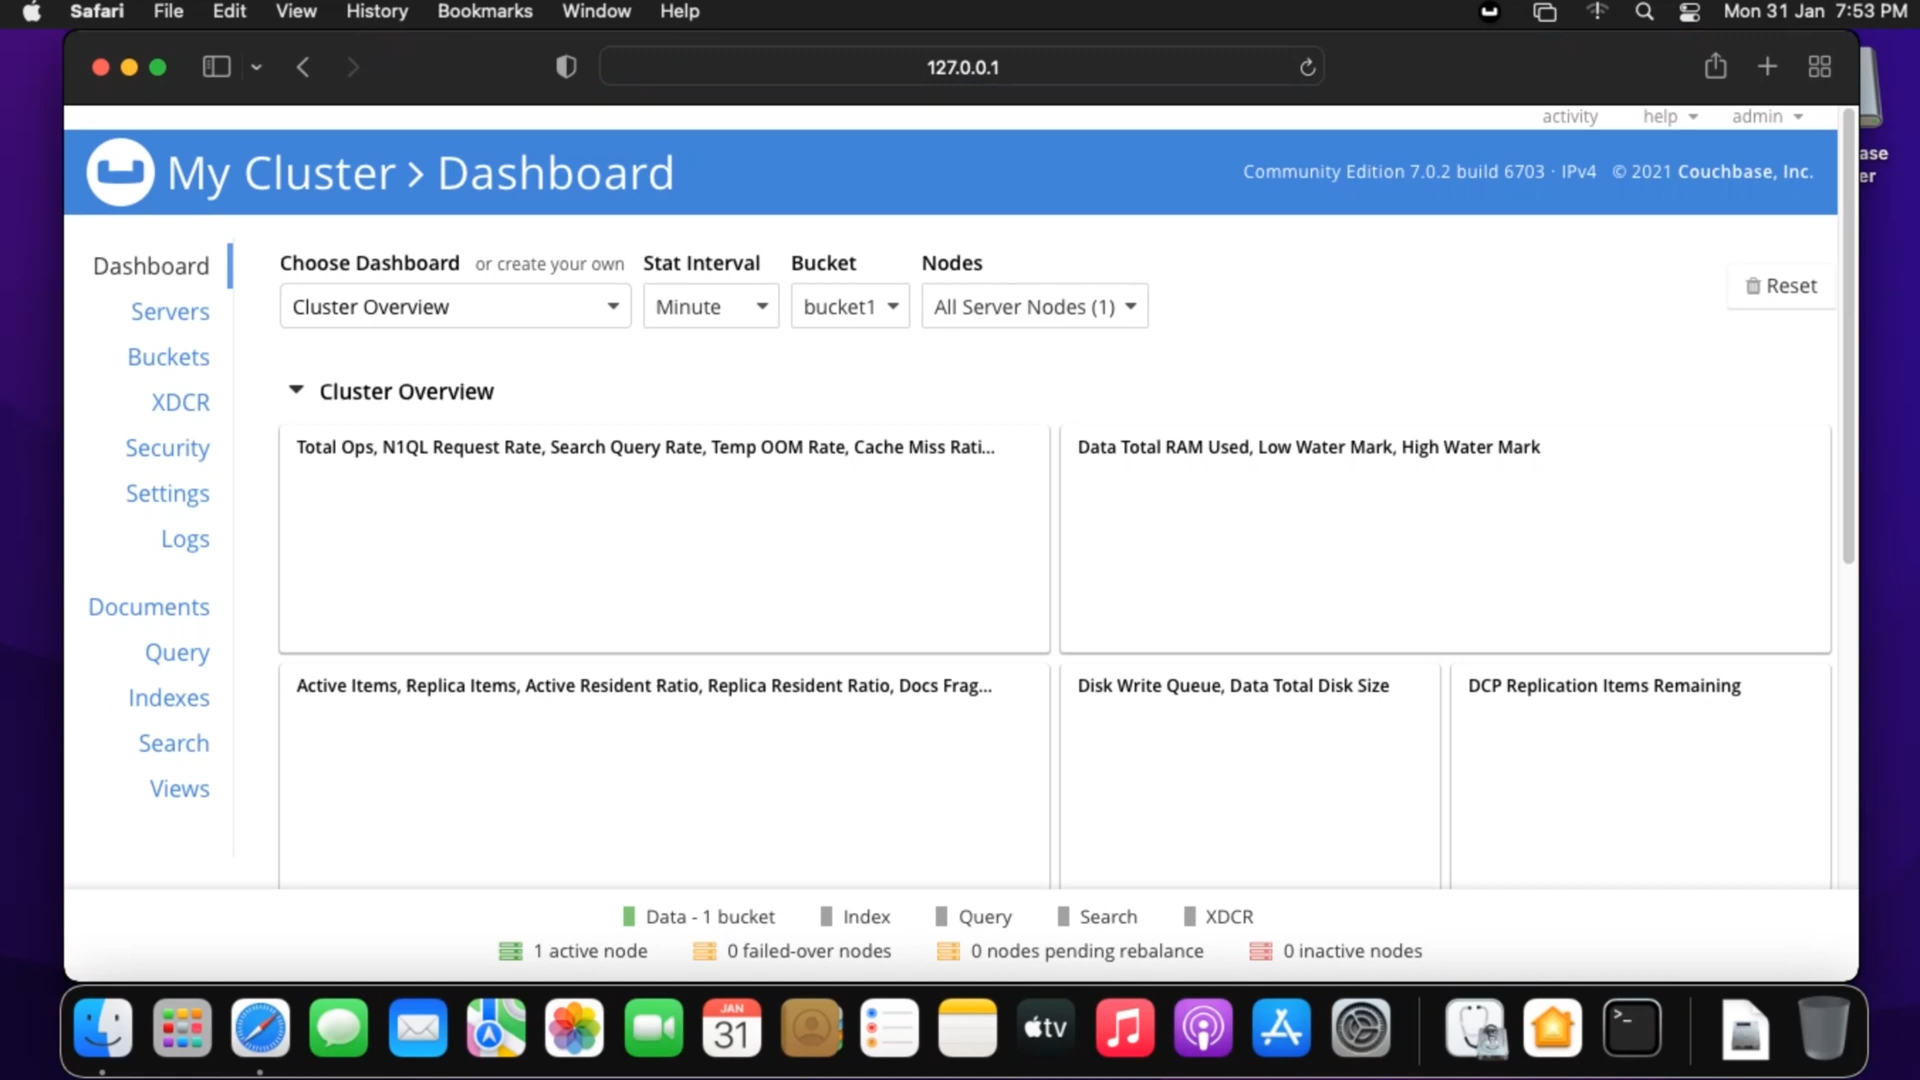 Safari File Edit View History Bookmarks Window Help Mon 31 Jan 7:53 PM
127.0.0.1
activity help admin
My Cluster > Dashboard
Community Edition 7.0.2 build 6703 · IPv4 © 2021 Couchbase, Inc.
ase
er
Dashboard
Servers
Buckets
XDCR
Security
Settings
Logs
Documents
Query
Indexes
Search
Views
Choose Dashboard or create your own Stat Interval Bucket Nodes
Cluster Overview Minute bucket1 All Server Nodes (1)
Reset
Cluster Overview
Total Ops, N1QL Request Rate, Search Query Rate, Temp OOM Rate, Cache Miss Rati...
Data Total RAM Used, Low Water Mark, High Water Mark
Active Items, Replica Items, Active Resident Ratio, Replica Resident Ratio, Docs Frag...
Disk Write Queue, Data Total Disk Size
DCP Replication Items Remaining
Data - 1 bucket Index Query Search XDCR
1 active node 0 failed-over nodes 0 nodes pending rebalance 0 inactive nodes
JAN
31
tv
>_